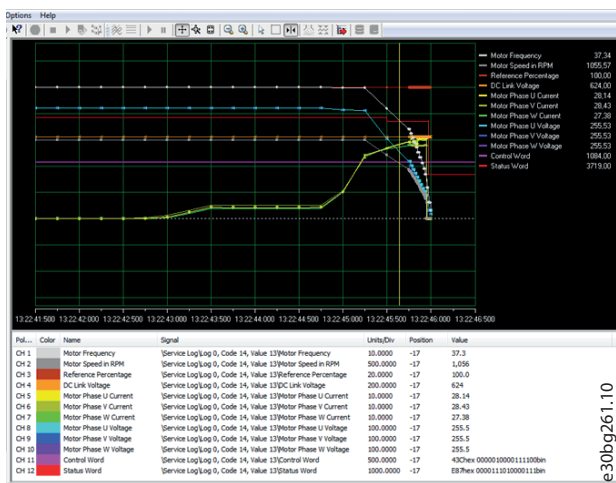 Options Help
Motor Frequency 37,34
Motor Speed in RPM 1055,57
Reference Percentage 100,00
DC Link Voltage 624,00
Motor Phase U Current 28,14
Motor Phase V Current 28,43
Motor Phase W Current 27,38
Motor Phase U Voltage 255,53
Motor Phase V Voltage 255,53
Motor Phase W Voltage 255,53
Control Word 1084,00
Status Word 3719,00
13:22:41 500 13:22:42 000 13:22:42 500 13:22:43 000 13:22:43 500 13:22:44 000 13:22:44 500 13:22:45 000 13:22:45 500 13:22:46 000 13:22:46 500
Pol... Color Name Signal Units/Div Position Value
CH 1 Motor Frequency \Service Log\Log 0, Code 14, Value 13\Motor Frequency 10.0000 -17 37.3
CH 2 Motor Speed in RPM \Service Log\Log 0, Code 14, Value 13\Motor Speed in RPM 500.0000 -17 1,056
CH 3 Reference Percentage \Service Log\Log 0, Code 14, Value 13\Reference Percentage 20.0000 -17 100.0
CH 4 DC Link Voltage \Service Log\Log 0, Code 14, Value 13\DC Link Voltage 200.0000 -17 624
CH 5 Motor Phase U Current \Service Log\Log 0, Code 14, Value 13\Motor Phase U Current 10.0000 -17 28.14
CH 6 Motor Phase V Current \Service Log\Log 0, Code 14, Value 13\Motor Phase V Current 10.0000 -17 28.43
CH 7 Motor Phase W Current \Service Log\Log 0, Code 14, Value 13\Motor Phase W Current 10.0000 -17 27.38
CH 8 Motor Phase U Voltage \Service Log\Log 0, Code 14, Value 13\Motor Phase U Voltage 100.0000 -17 255.5
CH 9 Motor Phase V Voltage \Service Log\Log 0, Code 14, Value 13\Motor Phase V Voltage 100.0000 -17 255.5
CH 10 Motor Phase W Voltage \Service Log\Log 0, Code 14, Value 13\Motor Phase W Voltage 100.0000 -17 255.5
CH 11 Control Word \Service Log\Log 0, Code 14, Value 13\Control Word 500.0000 -17 43Chex 0000010000111100bin
CH 12 Status Word \Service Log\Log 0, Code 14, Value 13\Status Word 1000.0000 -17 E87hex 0000111010000111bin
e30bg261.10